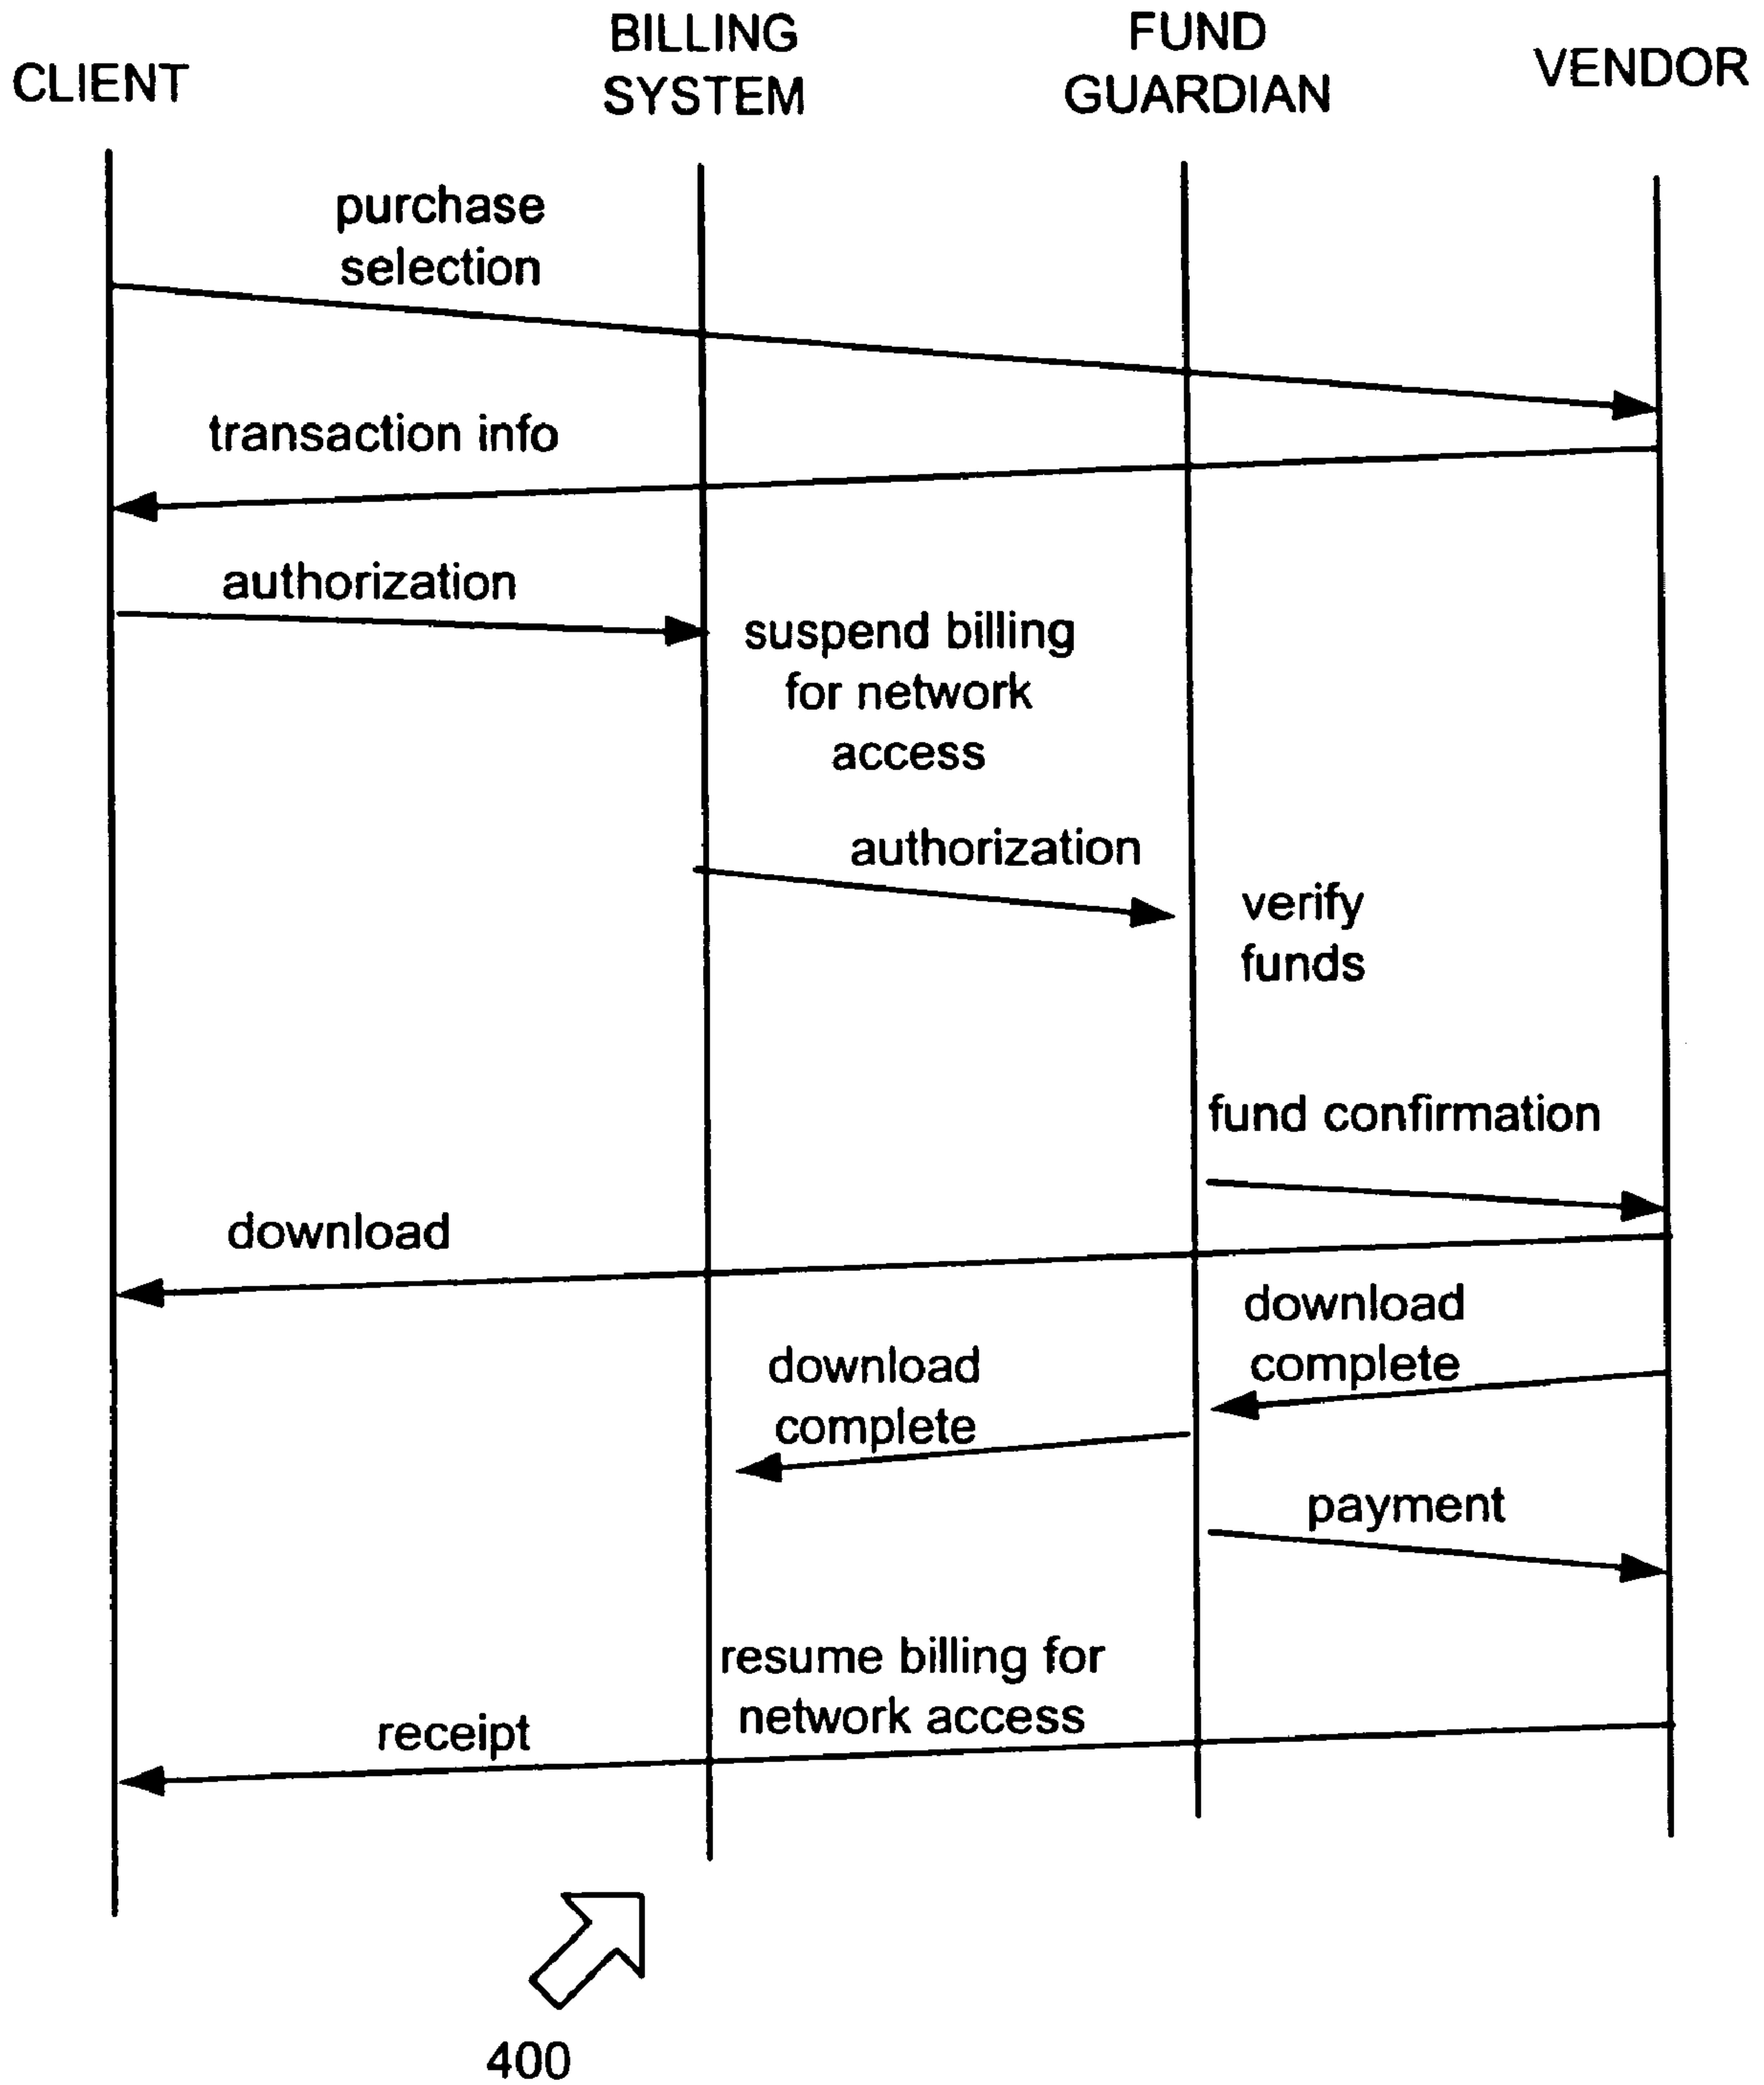 CLIENT
BILLING
SYSTEM
FUND
GUARDIAN
VENDOR
purchase
selection
transaction info
authorization
suspend billing
for network
access
authorization
verify
funds
fund confirmation
download
download
complete
download
complete
payment
resume billing for
network access
receipt
400